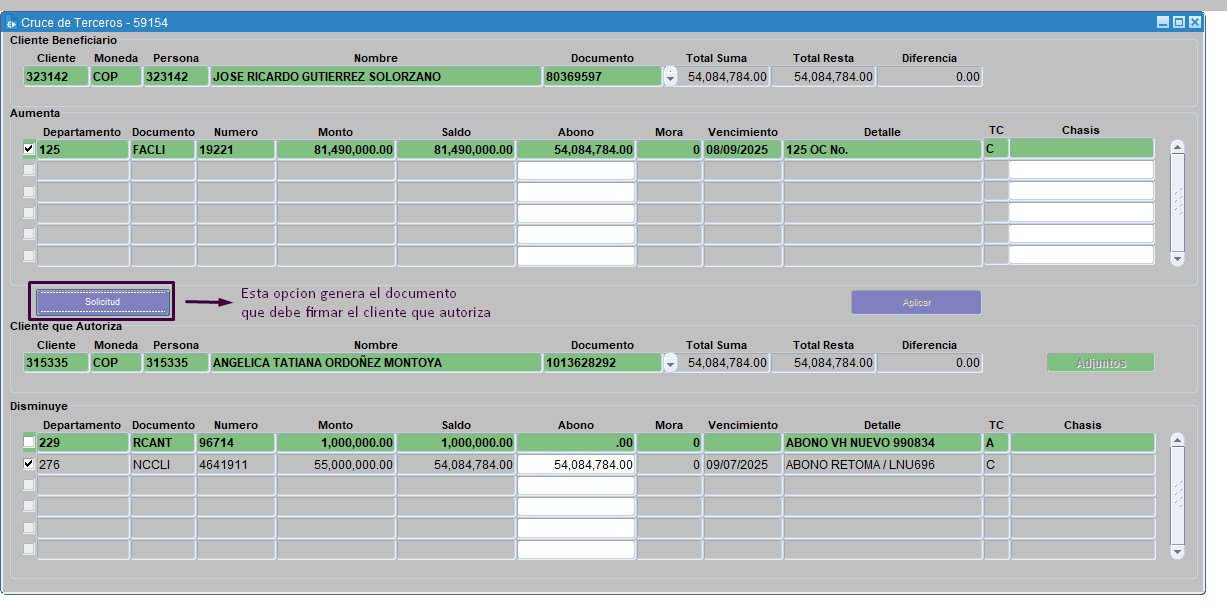 Cruce de Terceros - 59154
Cliente Beneficiario
Cliente Moneda Persona Nombre Documento Total Suma Total Resta Diferencia
323142 COP 323142 JOSE RICARDO GUTIERREZ SOLORZANO 80369597 54,084,784.00 54,084,784.00 0.00
Aumenta
Departamento Documento Numero Monto Saldo Abono Mora Vencimiento Detalle TC Chasis
125 FACLI 19221 81,490,000.00 81,490,000.00 54,084,784.00 0 08/09/2025 125 OC No. C
Solicitud
Esta opcion genera el documento
que debe firmar el cliente que autoriza
Aplicar
Cliente que Autoriza
Cliente Moneda Persona Nombre Documento Total Suma Total Resta Diferencia
315335 COP 315335 ANGELICA TATIANA ORDOÑEZ MONTOYA 1013628292 54,084,784.00 54,084,784.00 0.00 Adjuntos
Disminuye
Departamento Documento Numero Monto Saldo Abono Mora Vencimiento Detalle TC Chasis
229 RCANT 96714 1,000,000.00 1,000,000.00 .00 0 ABONO VH NUEVO 990834 A
276 NCCLI 4641911 55,000,000.00 54,084,784.00 54,084,784.00 0 09/07/2025 ABONO RETOMA / LNU696 C